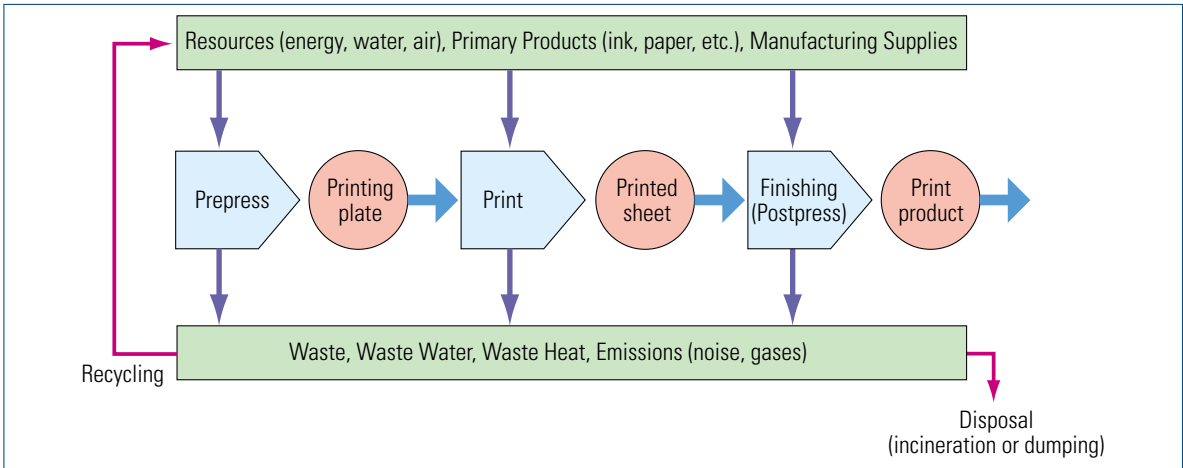 Resources (energy, water, air), Primary Products (ink, paper, etc.), Manufacturing Supplies
Prepress
Printing
plate
Print
Printed
sheet
Finishing
(Postpress)
Print
product
Waste, Waste Water, Waste Heat, Emissions (noise, gases)
Recycling
Disposal
(incineration or dumping)